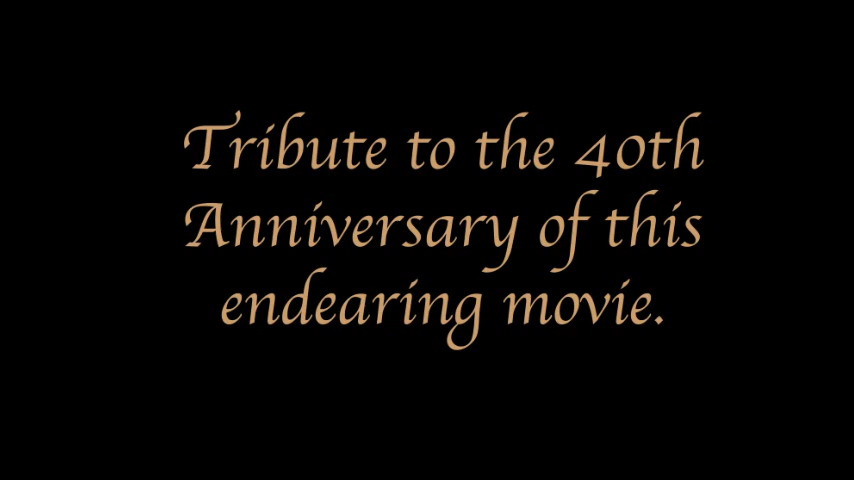 Tribute to the 40th
Anniversary of this
endearing movie.